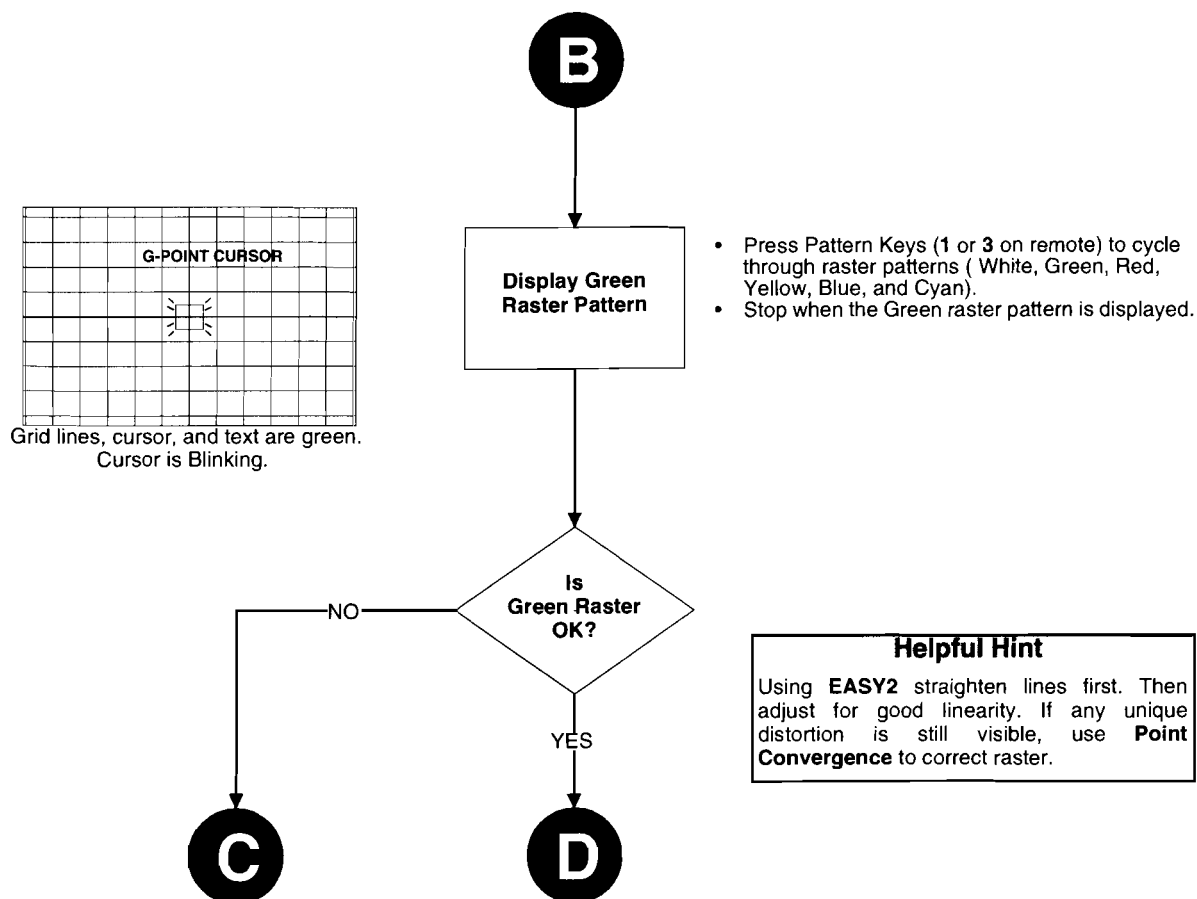 B
G-POINT CURSOR
Grid lines, cursor, and text are green.
Cursor is Blinking.
Display Green
Raster Pattern
• Press Pattern Keys (1 or 3 on remote) to cycle
through raster patterns ( White, Green, Red,
Yellow, Blue, and Cyan).
• Stop when the Green raster pattern is displayed.
Is
Green Raster
OK?
NO
YES
Helpful Hint
Using EASY2 straighten lines first. Then
adjust for good linearity. If any unique
distortion is still visible, use Point
Convergence to correct raster.
C
D